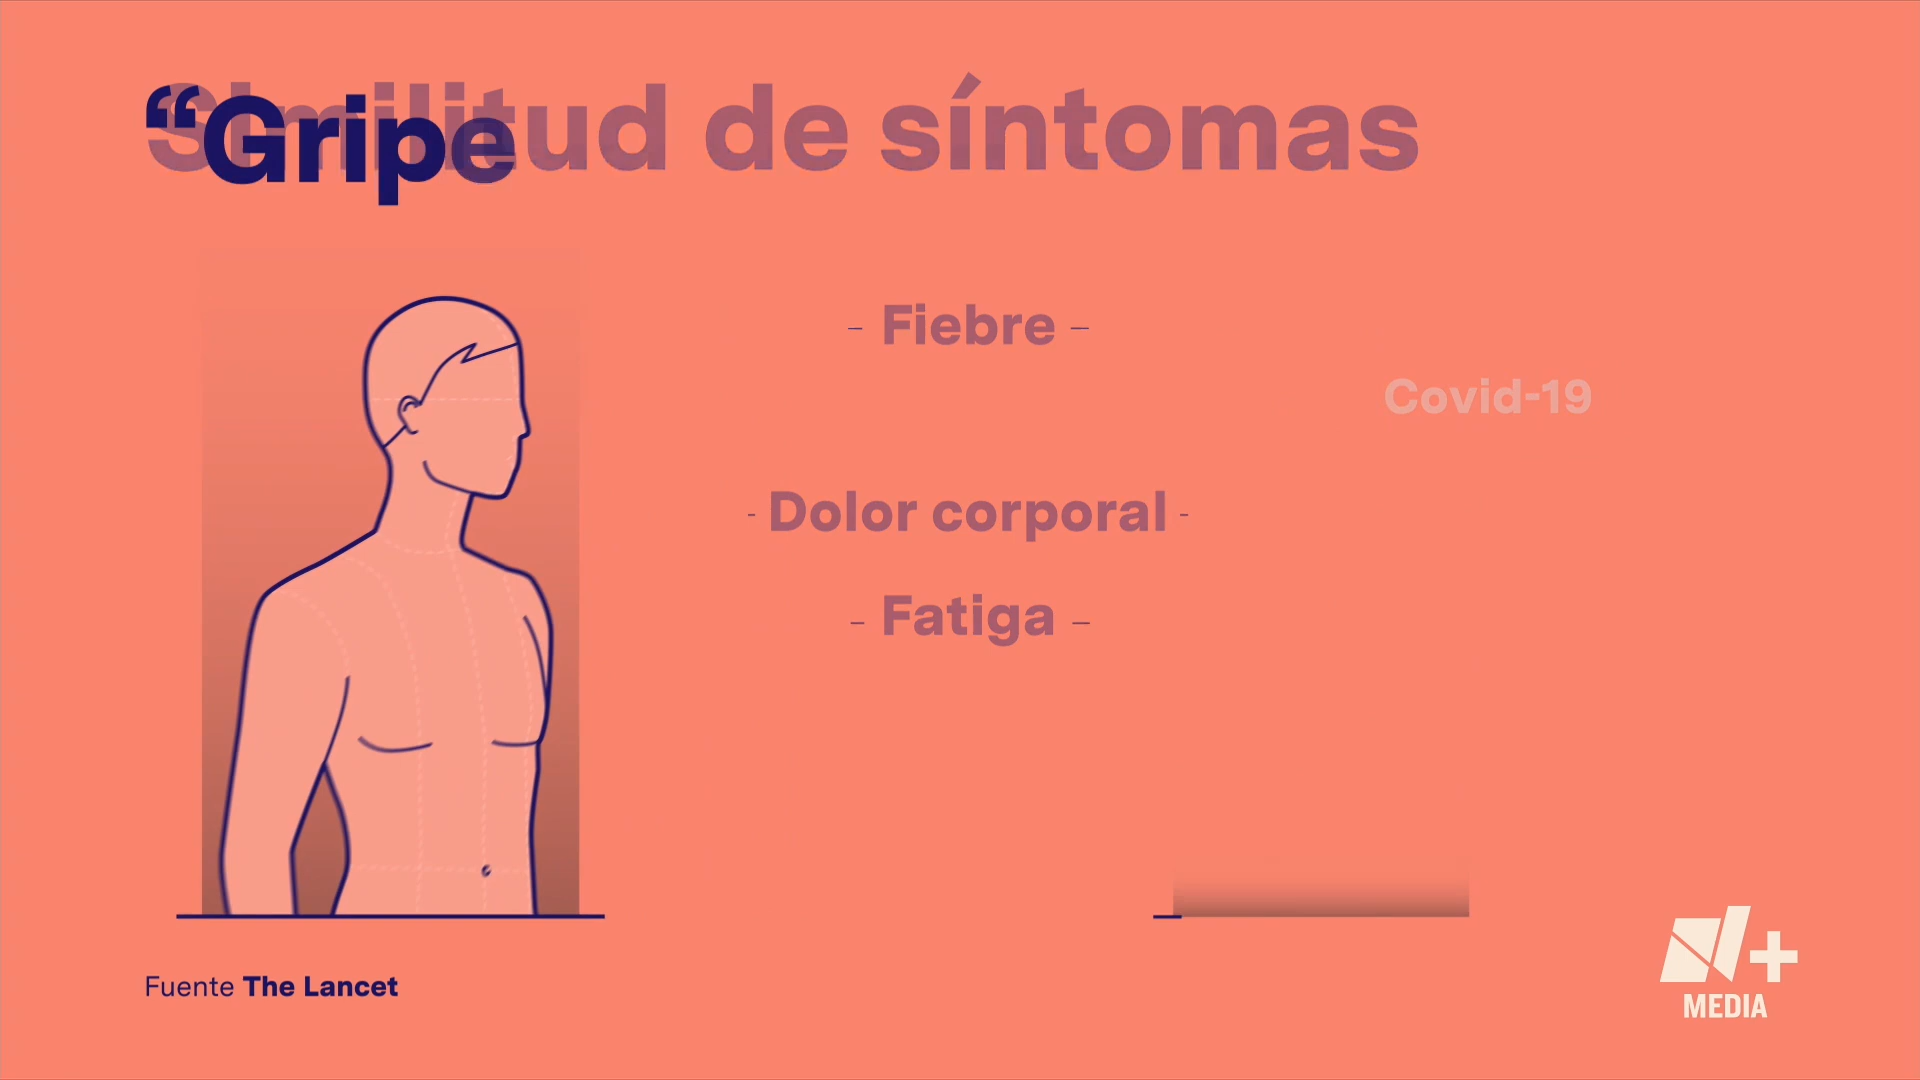 Similitud de síntomas
“Gripe
- Fiebre -
Covid-19
- Dolor corporal -
- Fatiga -
Fuente The Lancet
N+
MEDIA